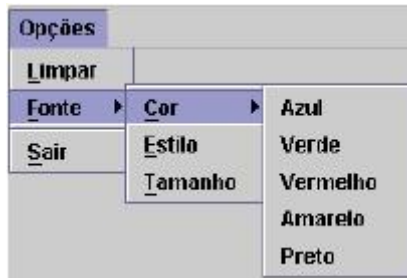 Opções
Limpar
Fonte
Sair
Cor
Estilo
Tamanho
Azul
Verde
Vermelho
Amarelo
Preto